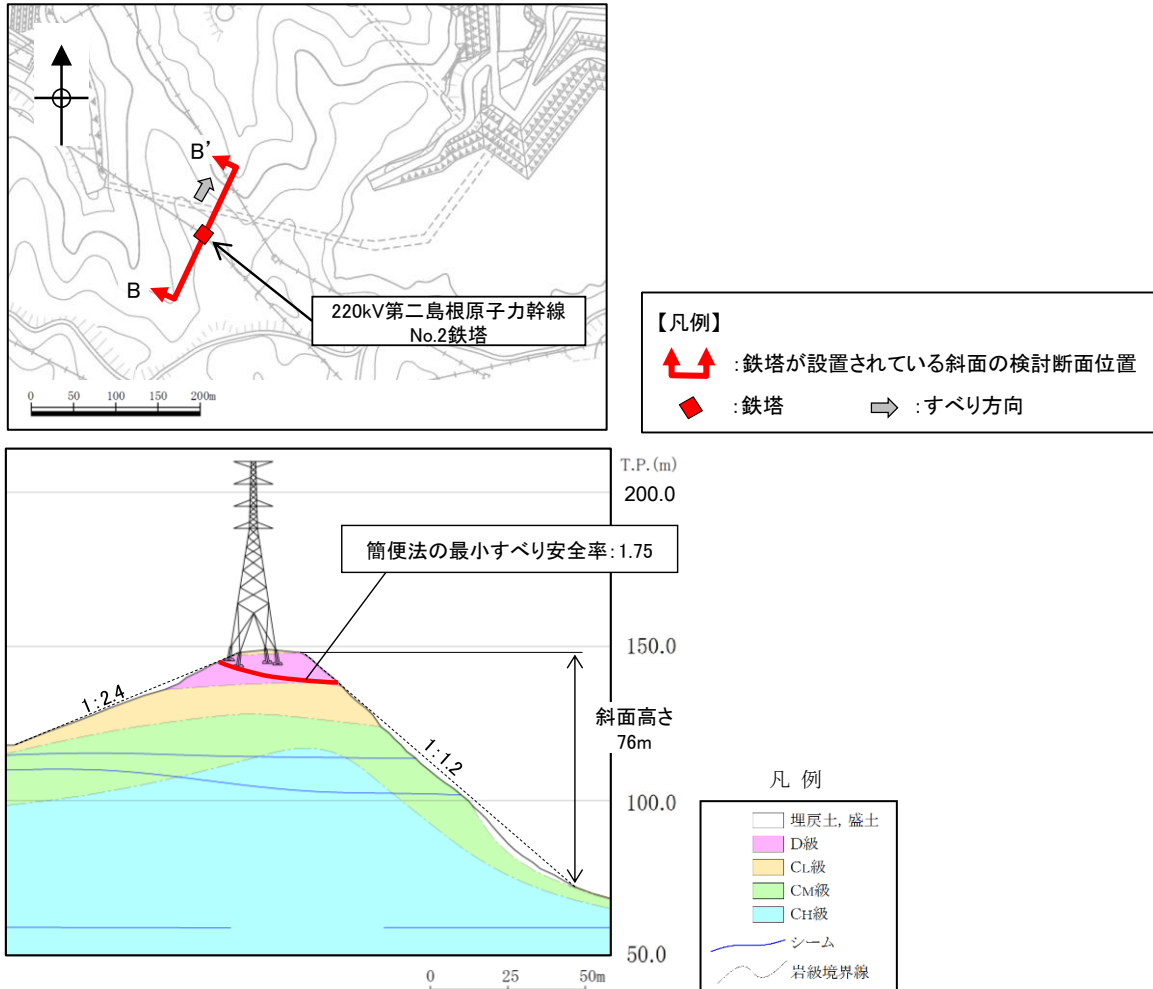 B'
B
220kV第二島根原子力幹線
No.2鉄塔
0 50 100 150 200m
【凡例】
:鉄塔が設置されている斜面の検討断面位置
:鉄塔 :すべり方向
T.P.(m)
200.0
簡便法の最小すべり安全率:1.75
150.0
1:2.4
斜面高さ
76m
1:1.2
100.0
50.0
0 25 50m
凡 例
埋戻土, 盛土
D級
CL級
CM級
CH級
シーム
岩級境界線